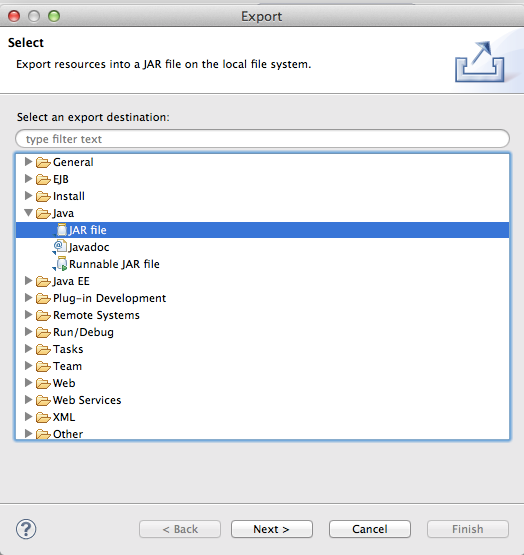 Export
Select
Export resources into a JAR file on the local file system.
Select an export destination:
type filter text
General
EJB
Install
Java
JAR file
Javadoc
Runnable JAR file
Java EE
Plug-in Development
Remote Systems
Run/Debug
Tasks
Team
Web
Web Services
XML
Other
? < Back Next > Cancel Finish